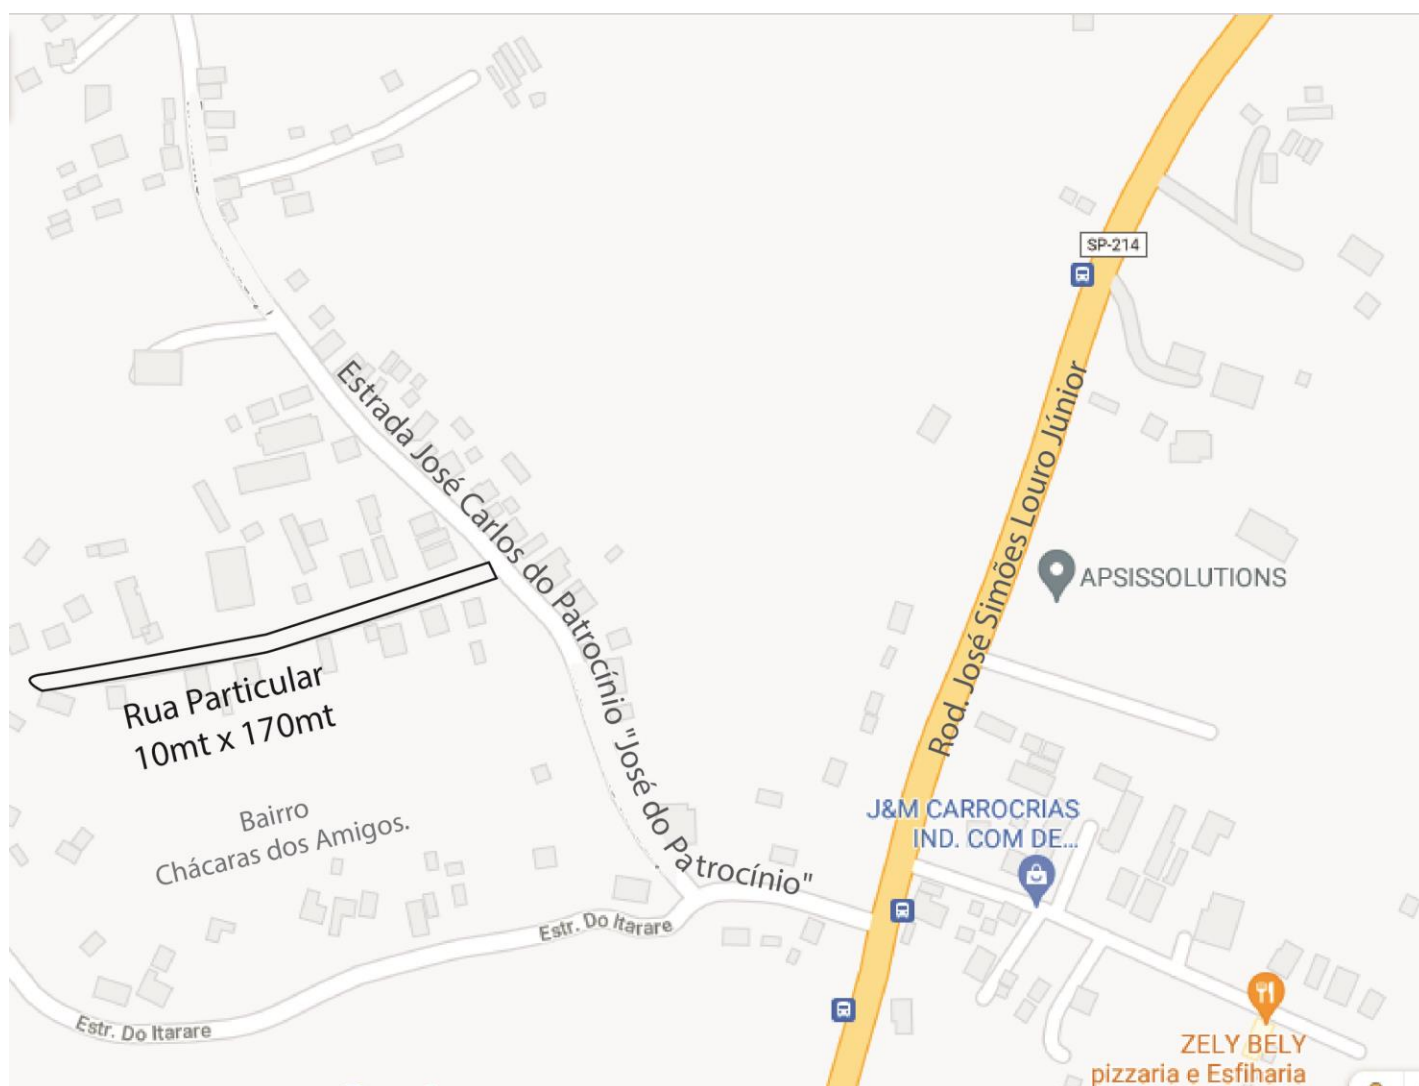 SP-214
Estrada José Carlos do Patrocínio "José do Patrocínio"
Rod. José Simões Louro Júnior
APSISSOLUTIONS
Rua Particular
10mt x 170mt
Bairro
Chácaras dos Amigos.
J&M CARROCRIAS
IND. COM DE...
Estr. Do Itarare
Estr. Do Itarare
ZELY BELY
pizzaria e Esfiharia